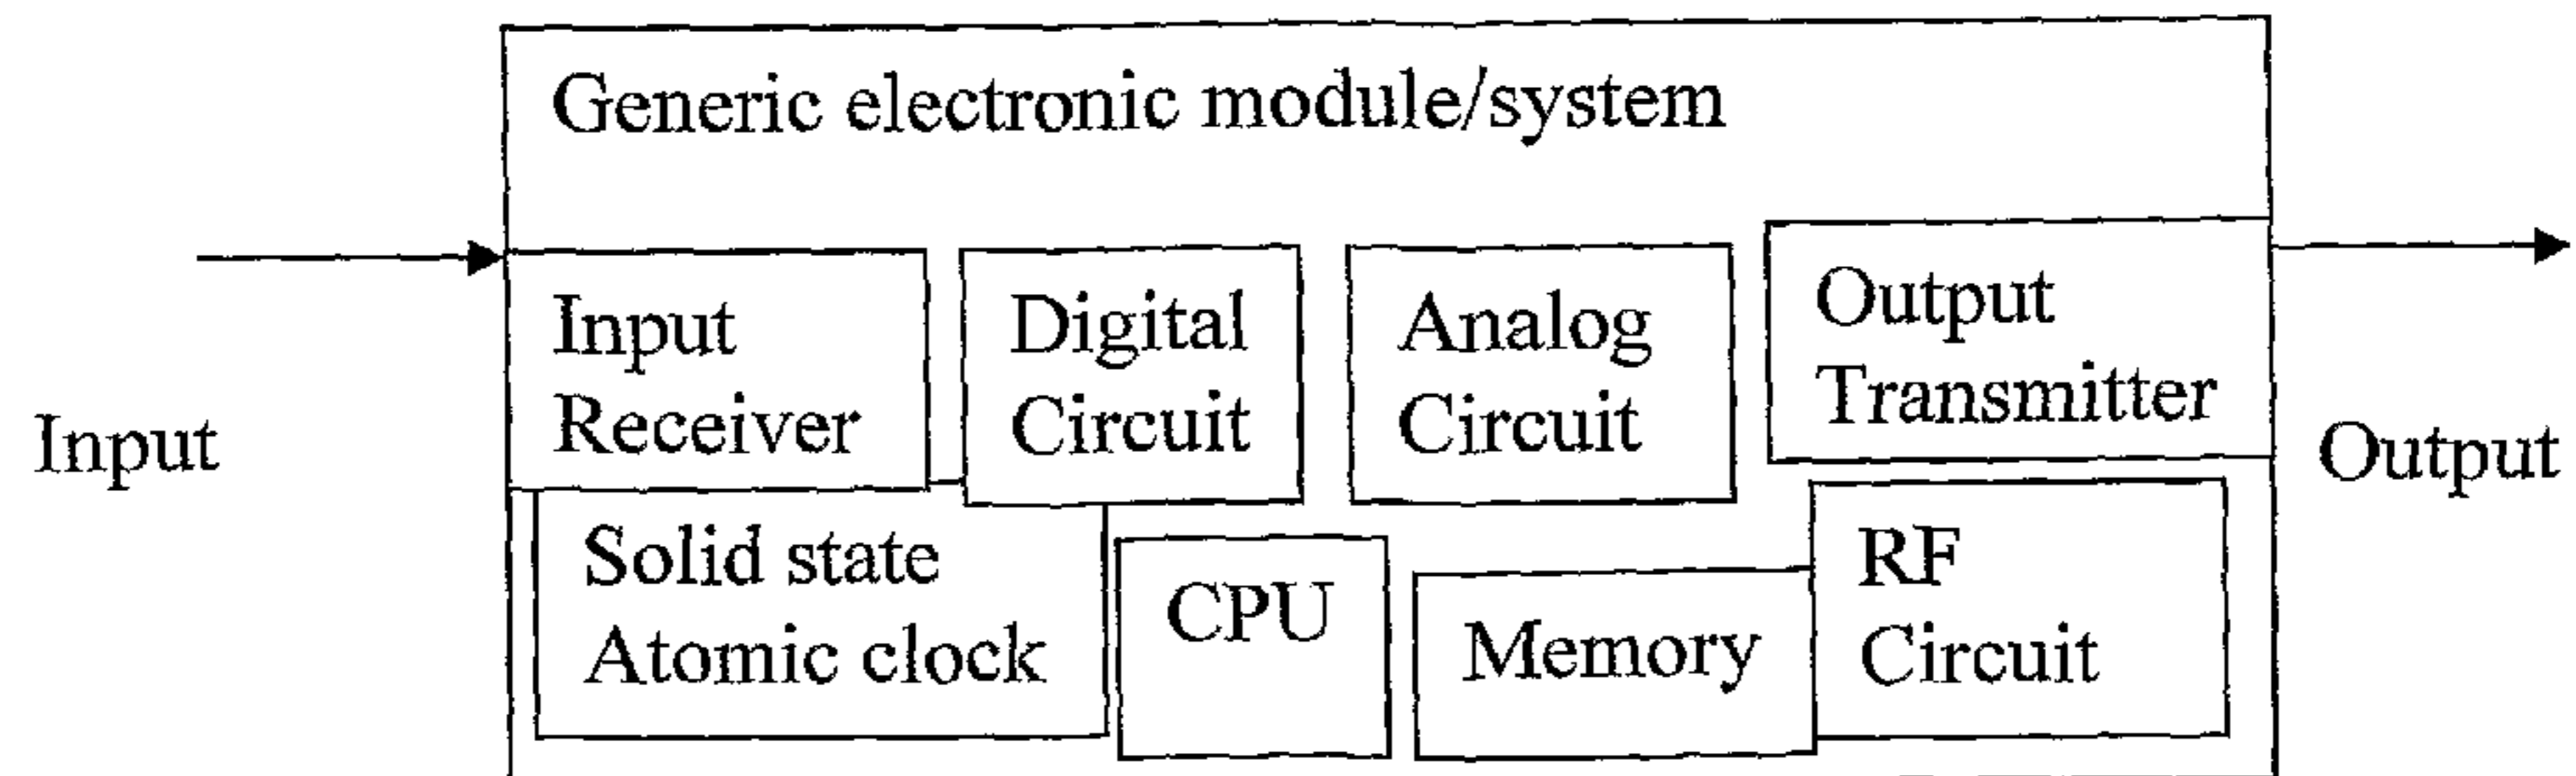 Generic electronic module/system
Input
Receiver
Digital
Circuit
Analog
Circuit
Output
Transmitter
Input
Output
Solid state
Atomic clock
CPU
Memory
RF
Circuit